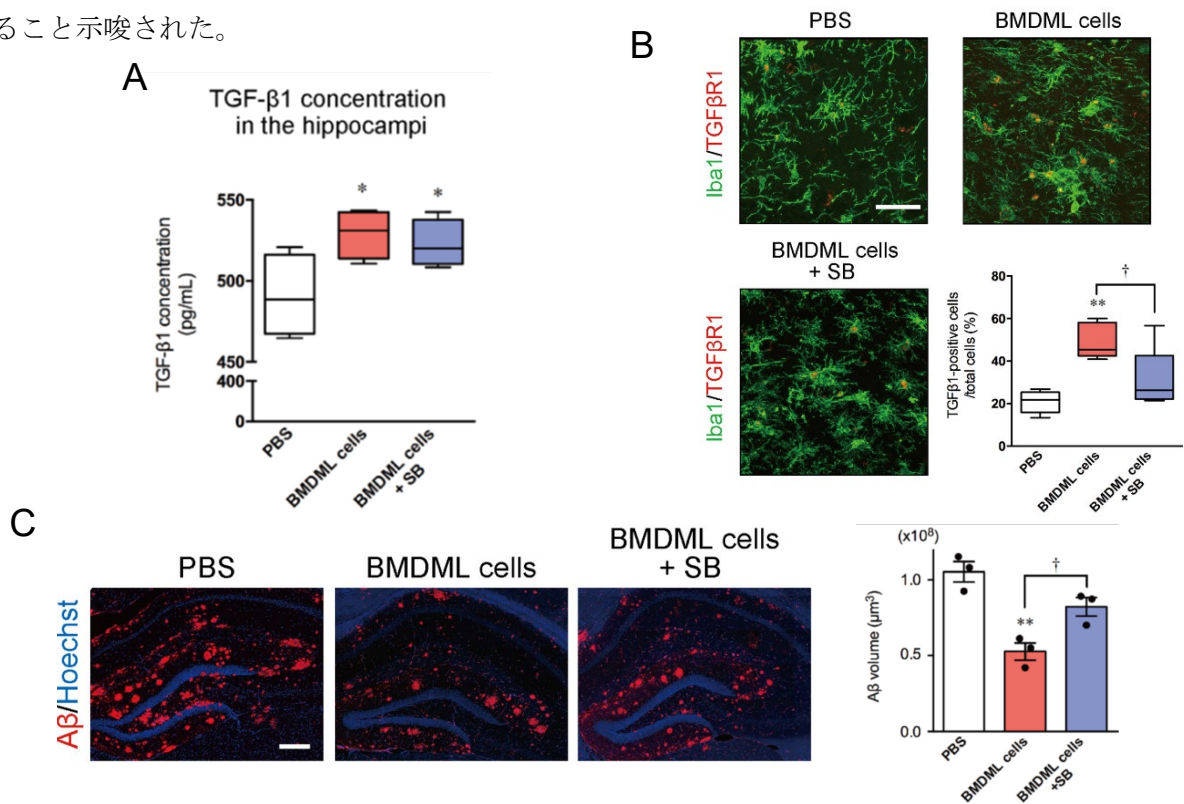 ること示唆された。
A
TGF-β1 concentration
in the hippocampi
TGF-β1 concentration
(pg/mL)
550
500
450
400
0
*
*
PBS
BMDML cells
BMDML cells
+ SB
B
PBS
BMDML cells
Iba1/TGFβR1
BMDML cells
+ SB
Iba1/TGFβR1
TGFβ1-positive cells
/total cells (%)
80
60
40
20
0
**
†
PBS
BMDML cells
BMDML cells
+ SB
C
PBS
BMDML cells
BMDML cells
+ SB
Aβ/Hoechst
(x10⁸)
Aβ volume (μm³)
1.0
0.5
0.0
**
†
PBS
BMDML cells
BMDML cells
+SB